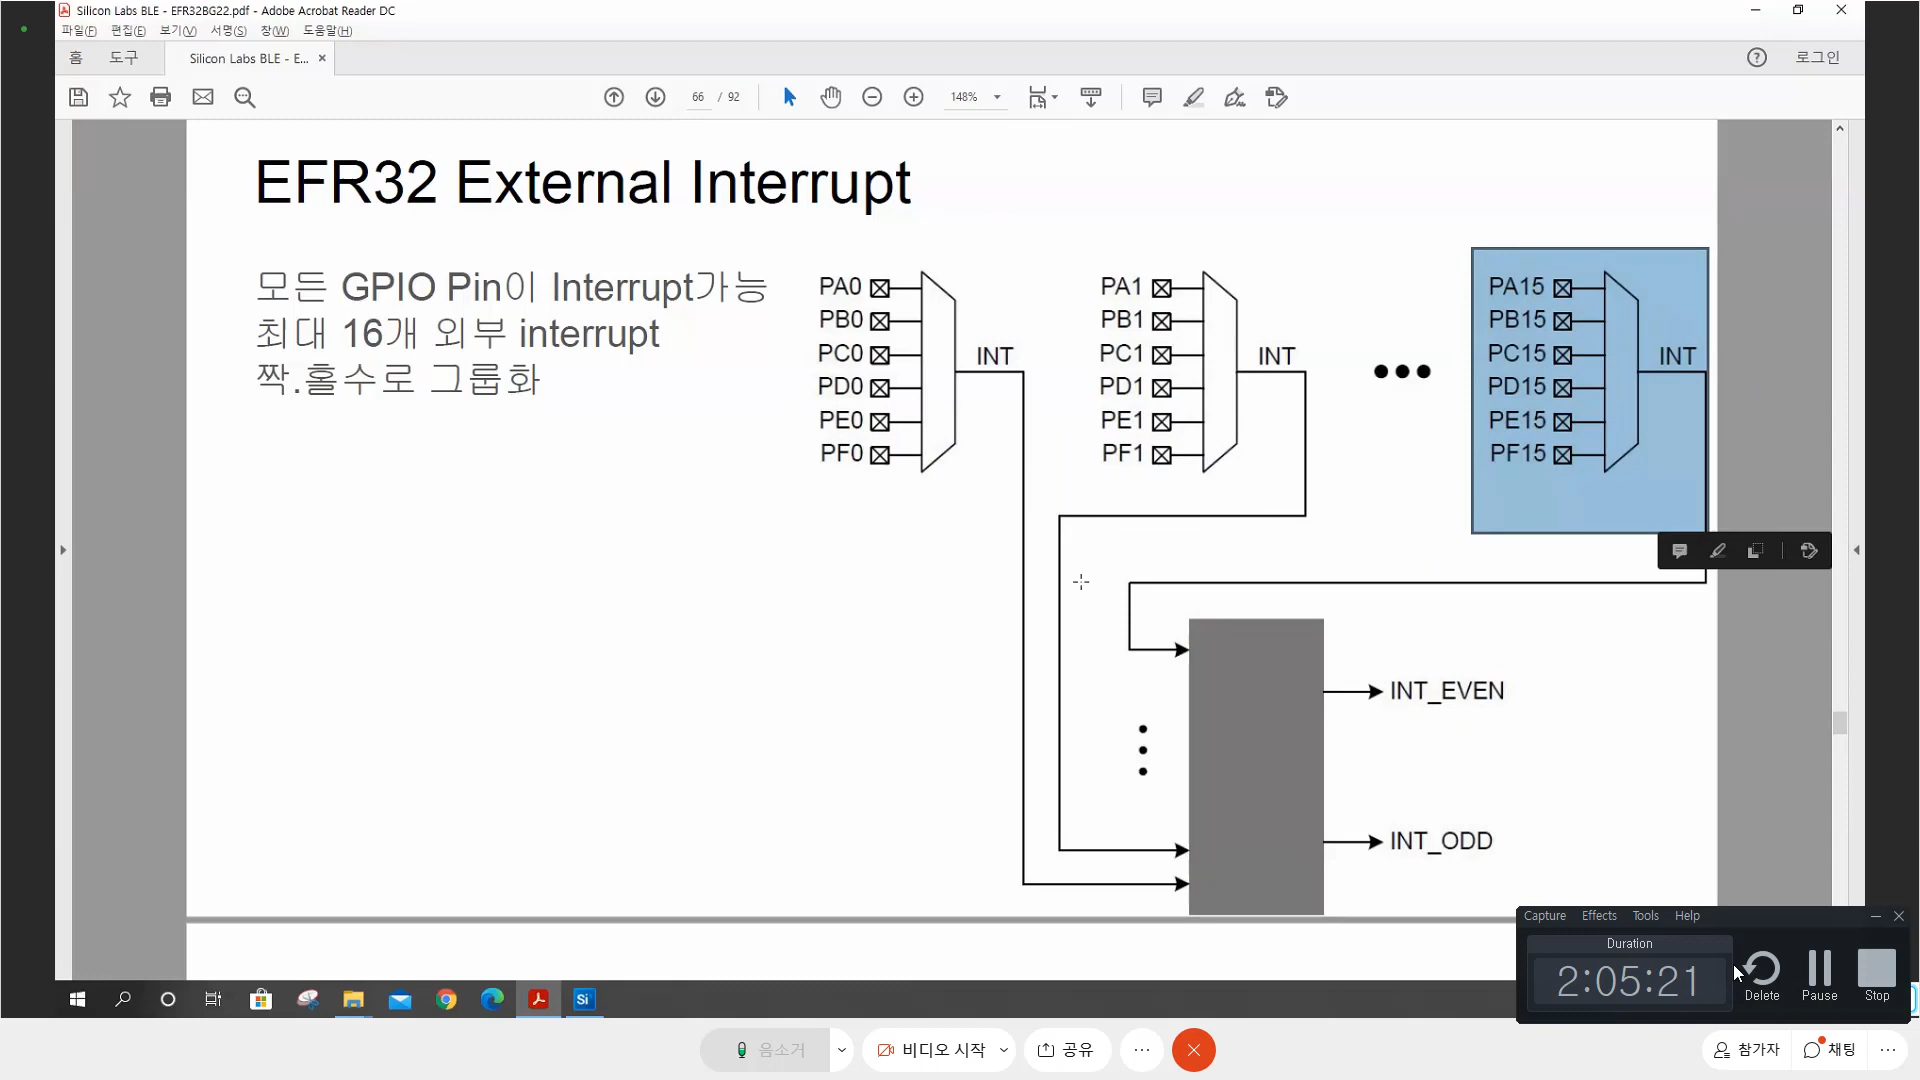 Silicon Labs BLE - EFR32BG22.pdf - Adobe Acrobat Reader DC
파일(F) 편집(E) 보기(V) 서명(S) 창(W) 도움말(H)
홈 도구 Silicon Labs BLE - E... × 로그인
66 / 92 148%
EFR32 External Interrupt
모든 GPIO Pin이 Interrupt가능
최대 16개 외부 interrupt
짝.홀수로 그룹화
PA0
PB0
PC0
PD0
PE0
PF0
INT
PA1
PB1
PC1
PD1
PE1
PF1
INT
PA15
PB15
PC15
PD15
PE15
PF15
INT
INT_EVEN
INT_ODD
Capture Effects Tools Help
Duration
2:05:21
Delete Pause Stop
Si
음소거 비디오 시작 공유 참가자 채팅